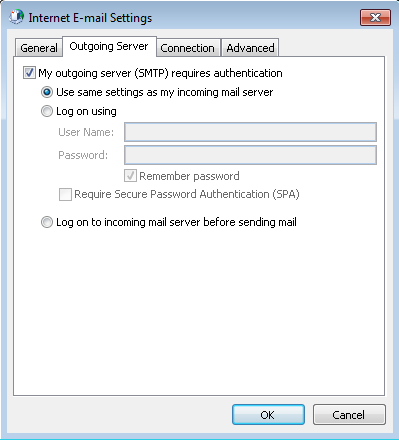 Internet E-mail Settings
General Outgoing Server Connection Advanced
My outgoing server (SMTP) requires authentication
Use same settings as my incoming mail server
Log on using
User Name:
Password:
Remember password
Require Secure Password Authentication (SPA)
Log on to incoming mail server before sending mail
OK Cancel